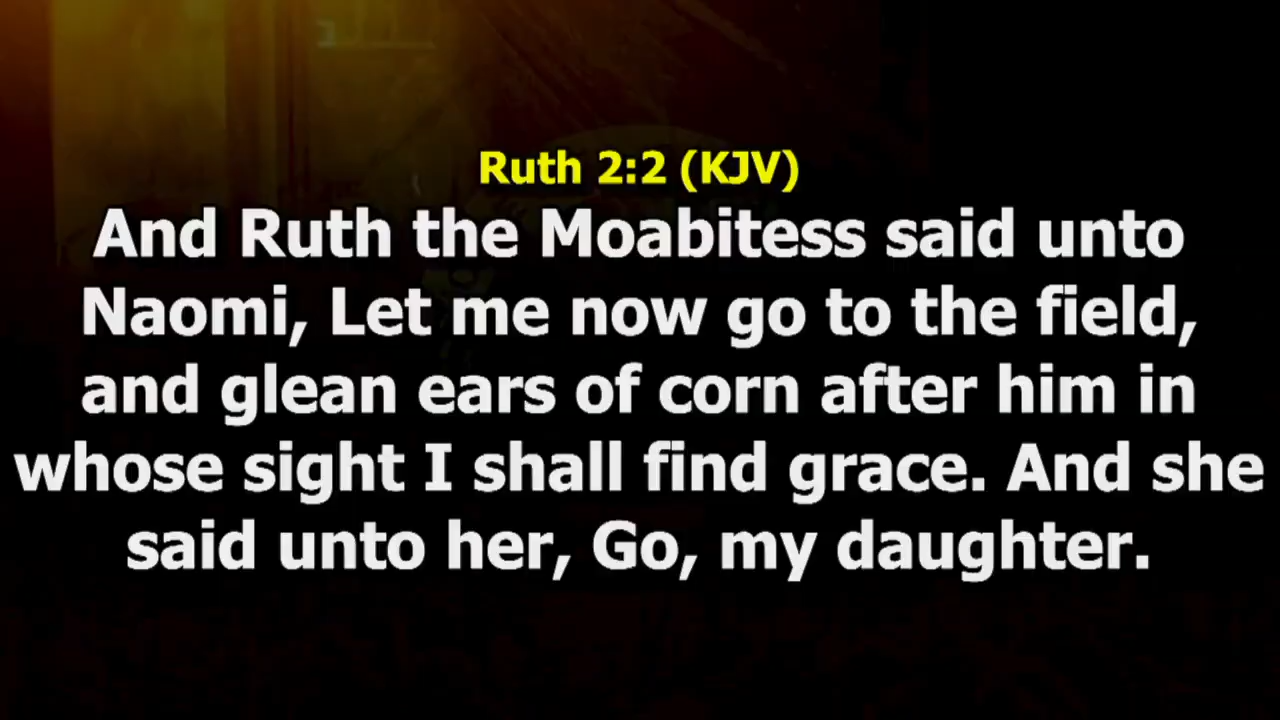 Ruth 2:2 (KJV)
And Ruth the Moabitess said unto
Naomi, Let me now go to the field,
and glean ears of corn after him in
whose sight I shall find grace. And she
said unto her, Go, my daughter.